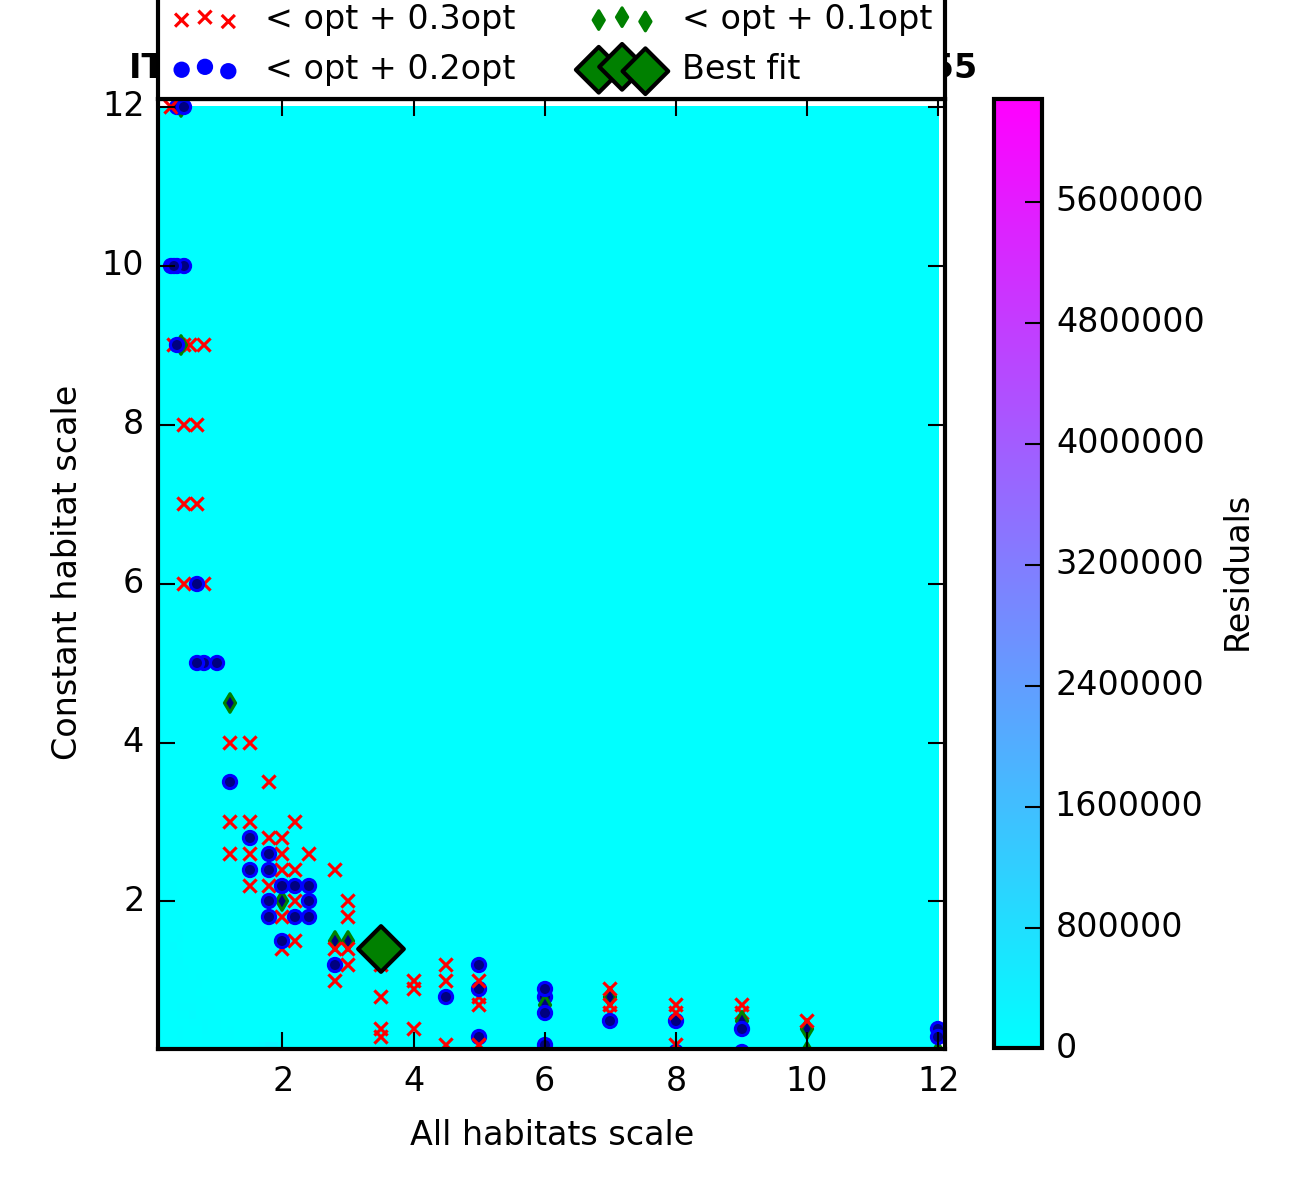 < opt + 0.3opt
< opt + 0.1opt
< opt + 0.2opt
Best fit
12
10
8
6
4
2
Constant habitat scale
2 4 6 8 10 12
All habitats scale
5600000
4800000
4000000
3200000
2400000
1600000
800000
0
Residuals